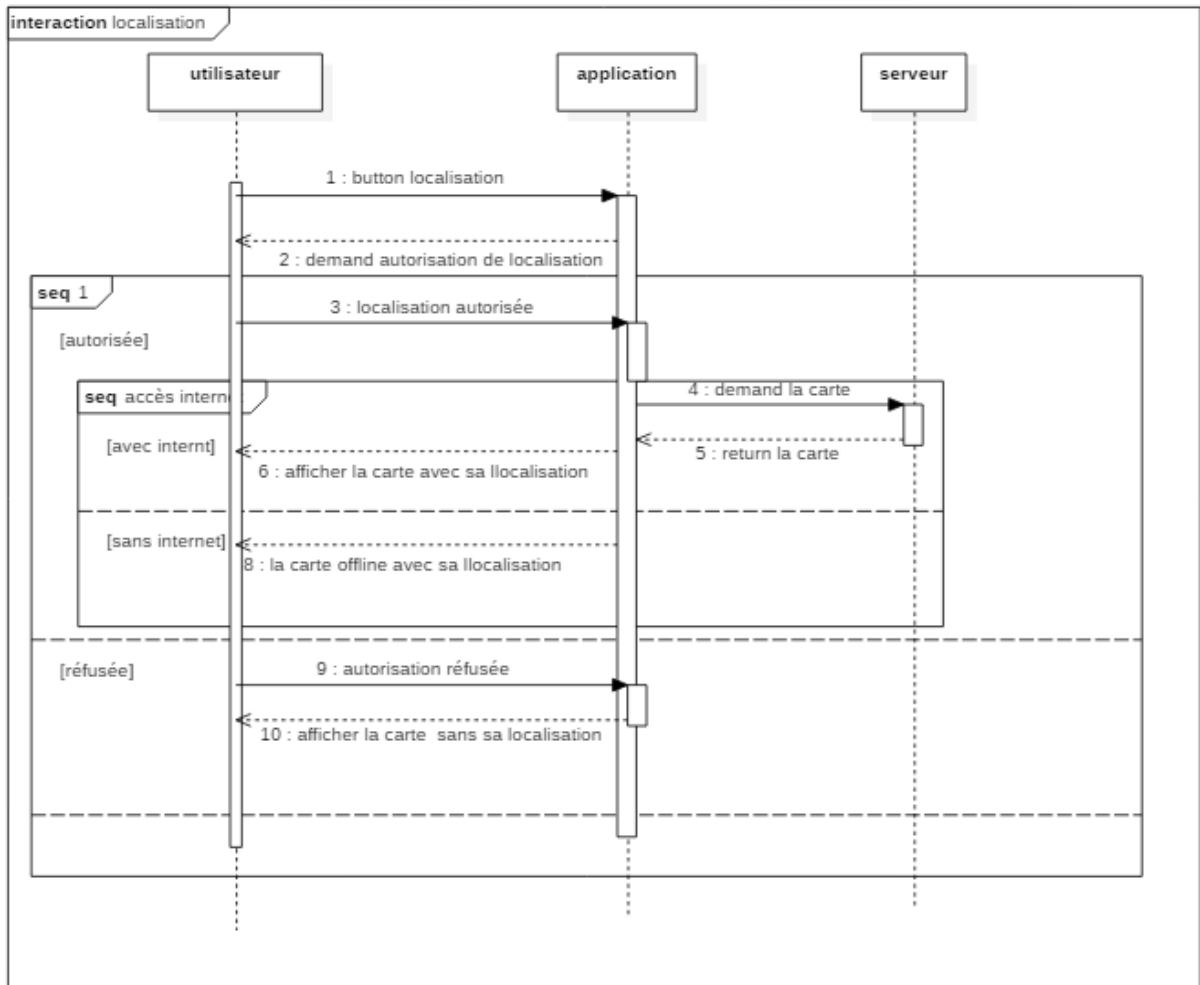 interaction localisation
utilisateur
application
serveur
1 : button localisation
2 : demand autorisation de localisation
seq 1
3 : localisation autorisée
[autorisée]
seq accès interne
4 : demand la carte
[avec internt]
5 : return la carte
6 : afficher la carte avec sa llocalisation
[sans internet]
8 : la carte offline avec sa llocalisation
[réfusée]
9 : autorisation réfusée
10 : afficher la carte sans sa localisation